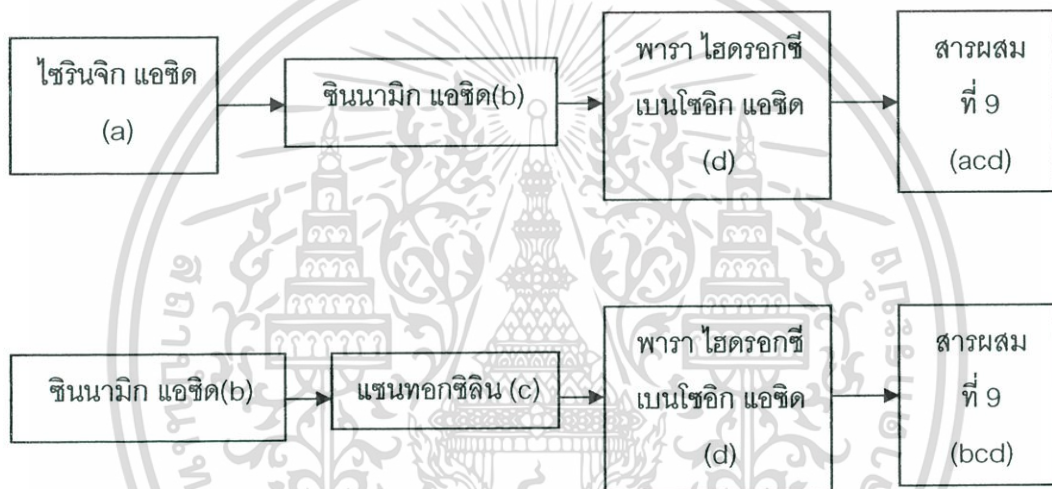 ไซรินจิก แอซิด
(a)
ซินนามิก แอซิด(b)
พารา ไฮดรอกซี
เบนโซอิก แอซิด
(d)
สารผสม
ที่ 9
(acd)
ซินนามิก แอซิด(b)
แซนทอกซิลิน (c)
พารา ไฮดรอกซี
เบนโซอิก แอซิด
(d)
สารผสม
ที่ 9
(bcd)